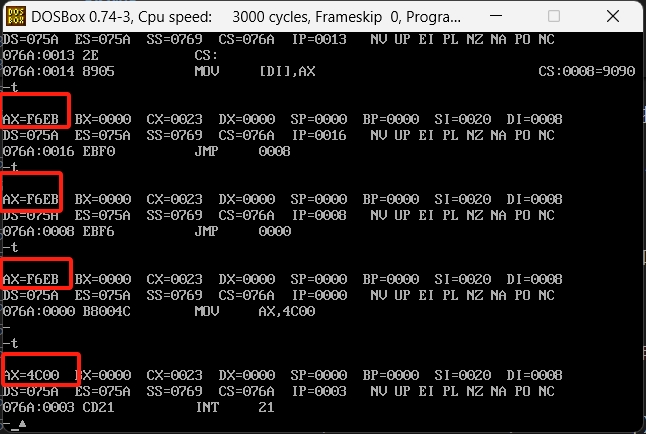 DOSBox 0.74-3, Cpu speed: 3000 cycles, Frameskip 0, Progra...
DS=075A ES=075A SS=0769 CS=076A IP=0013 NV UP EI PL NZ NA PO NC
076A:0013 2E CS:
076A:0014 8905 MOV [DI],AX CS:0008=9090
-t
AX=F6EB BX=0000 CX=0023 DX=0000 SP=0000 BP=0000 SI=0020 DI=0008
DS=075A ES=075A SS=0769 CS=076A IP=0016 NV UP EI PL NZ NA PO NC
076A:0016 EBF0 JMP 0008
-t
AX=F6EB BX=0000 CX=0023 DX=0000 SP=0000 BP=0000 SI=0020 DI=0008
DS=075A ES=075A SS=0769 CS=076A IP=0008 NV UP EI PL NZ NA PO NC
076A:0008 EBF6 JMP 0000
-t
AX=F6EB BX=0000 CX=0023 DX=0000 SP=0000 BP=0000 SI=0020 DI=0008
DS=075A ES=075A SS=0769 CS=076A IP=0000 NV UP EI PL NZ NA PO NC
076A:0000 B8004C MOV AX,4C00
-
-t
AX=4C00 BX=0000 CX=0023 DX=0000 SP=0000 BP=0000 SI=0020 DI=0008
DS=075A ES=075A SS=0769 CS=076A IP=0003 NV UP EI PL NZ NA PO NC
076A:0003 CD21 INT 21
-_